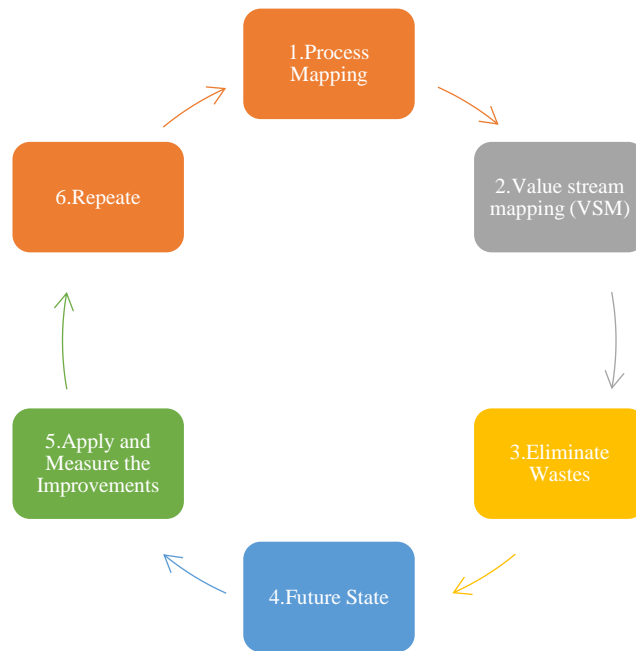 1.Process
Mapping
2.Value stream
mapping (VSM)
3.Eliminate
Wastes
4.Future State
5.Apply and
Measure the
Improvements
6.Repeat